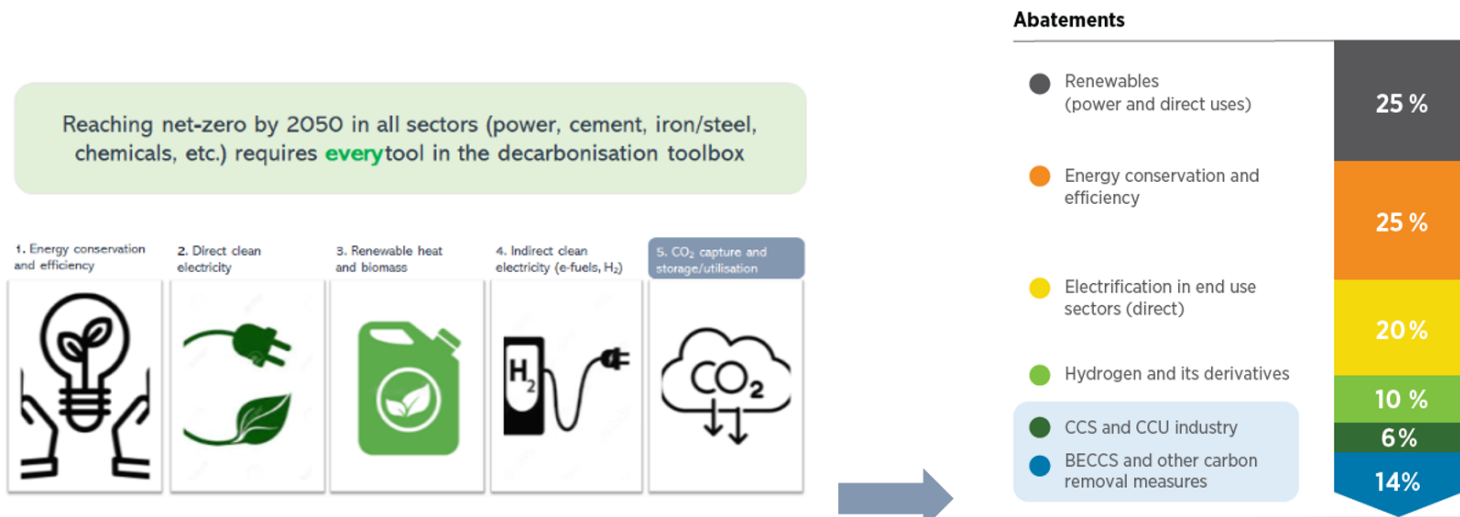 Reaching net-zero by 2050 in all sectors (power, cement, iron/steel,
chemicals, etc.) requires everytool in the decarbonisation toolbox
1. Energy conservation
and efficiency
2. Direct clean
electricity
3. Renewable heat
and biomass
4. Indirect clean
electricity (e-fuels, H₂)
5. CO₂ capture and
storage/utilisation
H₂
CO₂
Abatements
Renewables
(power and direct uses)
25 %
Energy conservation and
efficiency
25 %
Electrification in end use
sectors (direct)
20 %
Hydrogen and its derivatives
10 %
CCS and CCU industry
6%
BECCS and other carbon
removal measures
14%